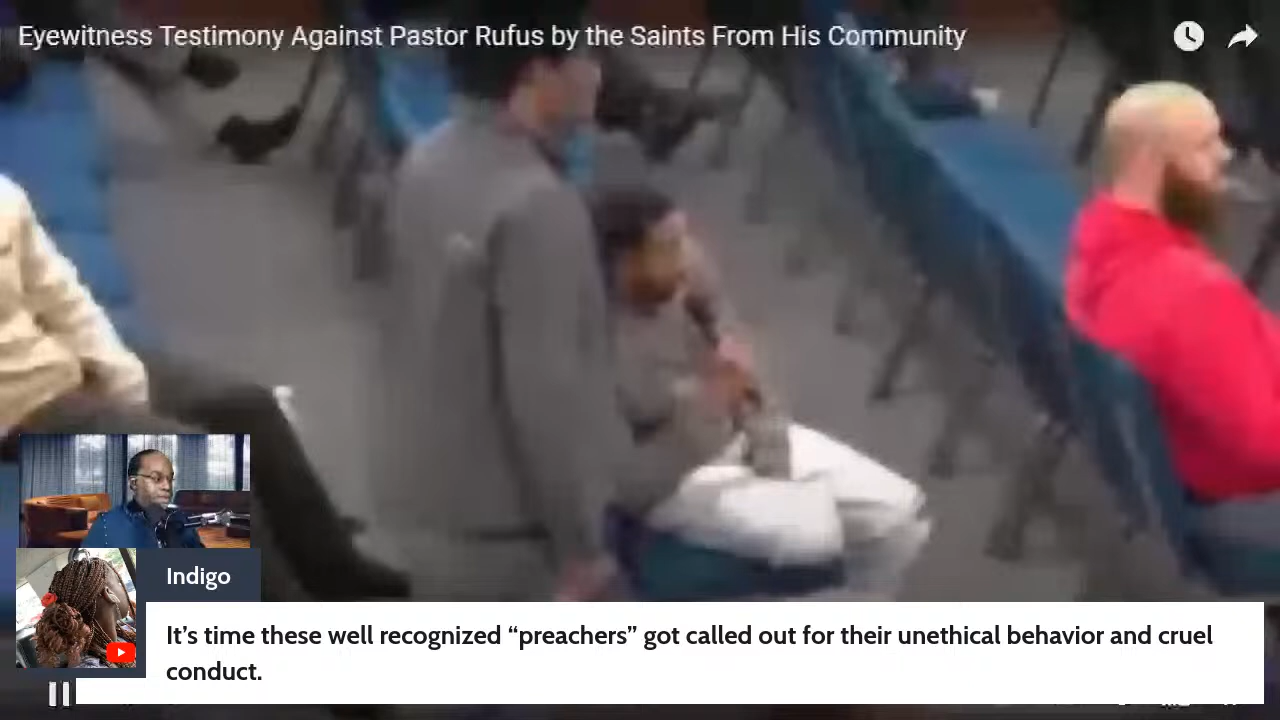 Eyewitness Testimony Against Pastor Rufus by the Saints From His Community
Indigo
It’s time these well recognized “preachers” got called out for their unethical behavior and cruel
conduct.